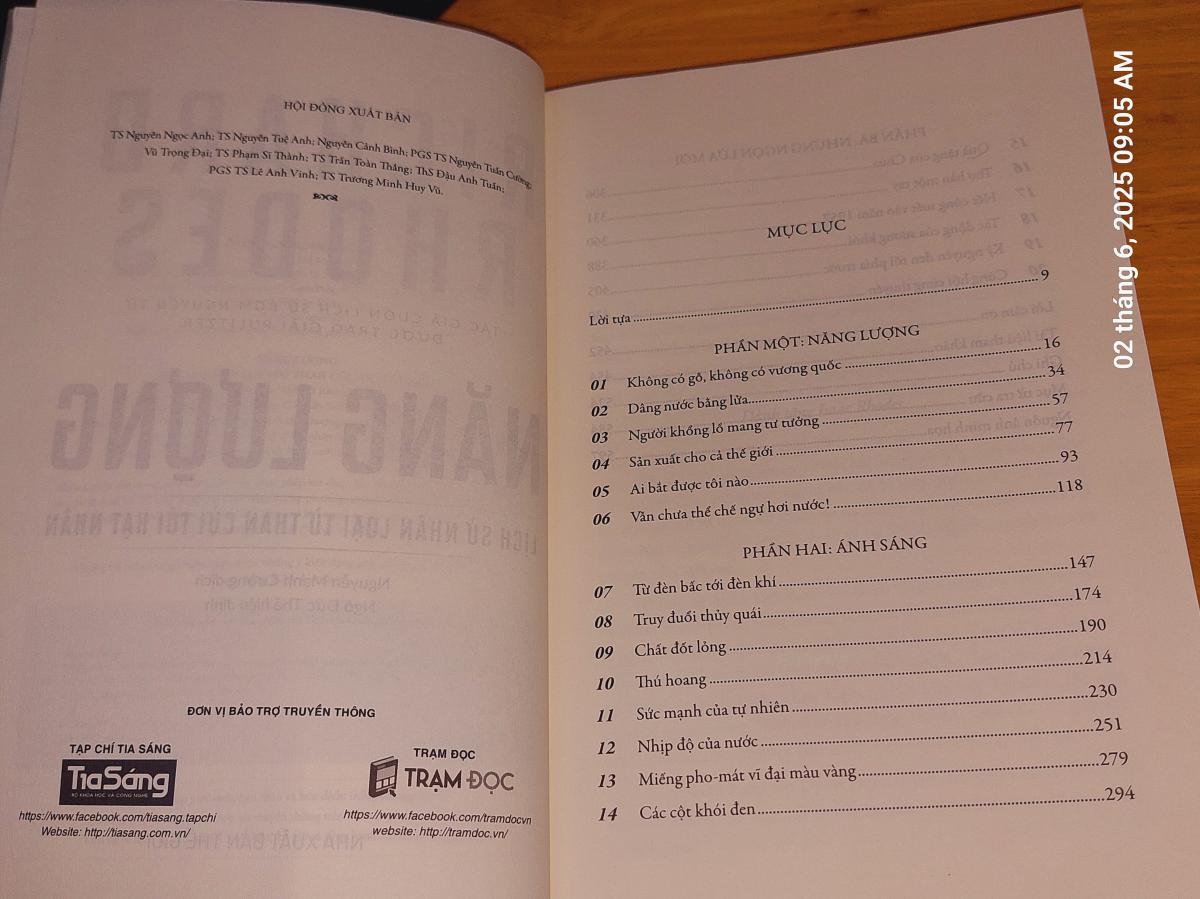 HỘI ĐỒNG XUẤT BẢN
TS Nguyễn Ngọc Anh; TS Nguyễn Tuệ Anh; Nguyễn Cảnh Bình; PGS TS Nguyễn Tuấn Cường;
Vũ Trọng Đại; TS Phạm Sĩ Thành; TS Trần Toàn Thắng; ThS Đậu Anh Tuấn;
PGS TS Lê Anh Vinh; TS Trương Minh Huy Vũ.
ĐƠN VỊ BẢO TRỢ TRUYỀN THÔNG
TẠP CHÍ TIA SÁNG
TiaSáng
BỘ KHOA HỌC VÀ CÔNG NGHỆ
https://www.facebook.com/tiasang.tapchi
Website: http://tiasang.com.vn/
TRẠM ĐỌC
TRẠM ĐỌC
https://www.facebook.com/tramdocvn
website: http://tramdoc.vn/
MỤC LỤC
Lời tựa 9
PHẦN MỘT: NĂNG LƯỢNG
01 Không có gỗ, không có vương quốc 16
02 Dâng nước bằng lửa 34
03 Người khổng lồ mang tư tưởng 57
04 Sản xuất cho cả thế giới 77
05 Ai bắt được tôi nào 93
06 Vẫn chưa thể chế ngự hơi nước! 118
PHẦN HAI: ÁNH SÁNG
07 Từ đèn bấc tới đèn khí 147
08 Truy đuổi thủy quái 174
09 Chất đốt lỏng 190
10 Thú hoang 214
11 Sức mạnh của tự nhiên 230
12 Nhịp độ của nước 251
13 Miếng pho-mát vĩ đại màu vàng 279
14 Các cột khói đen 294
02 tháng 6, 2025 09:05 AM